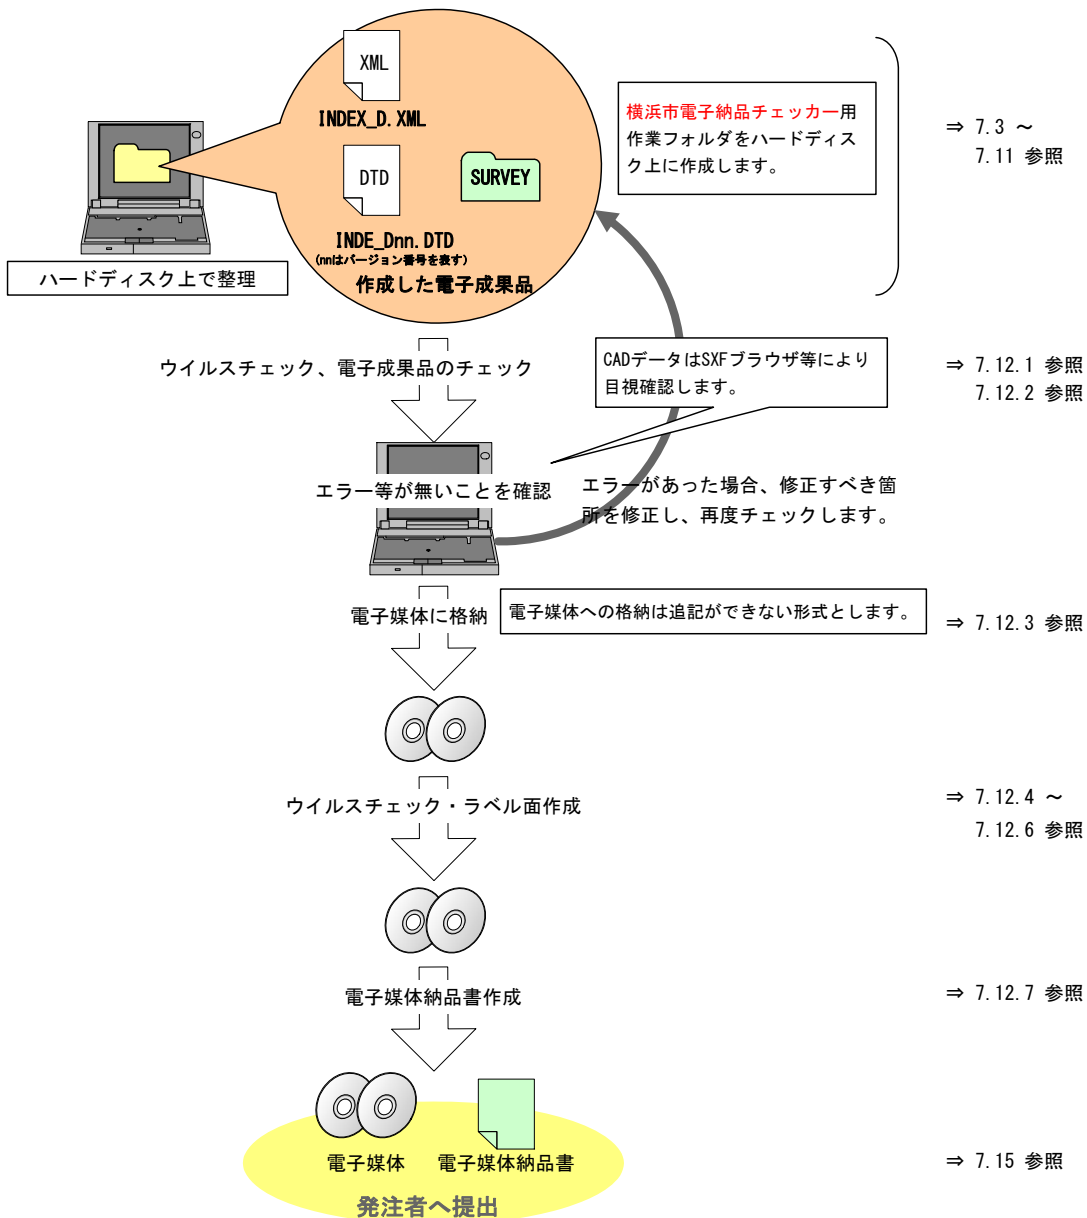 XML
INDEX_D.XML
DTD
SURVEY
INDE_Dnn.DTD
(nnはバージョン番号を表す)
作成した電子成果品
ハードディスク上で整理
横浜市電子納品チェッカー用
作業フォルダをハードディス
ク上に作成します。
⇒ 7.3 ～
7.11 参照
ウイルスチェック、電子成果品のチェック
CADデータはSXFブラウザ等により
目視確認します。
⇒ 7.12.1 参照
7.12.2 参照
エラー等が無いことを確認
エラーがあった場合、修正すべき箇
所を修正し、再度チェックします。
電子媒体に格納
電子媒体への格納は追記ができない形式とします。
⇒ 7.12.3 参照
ウイルスチェック・ラベル面作成
⇒ 7.12.4 ～
7.12.6 参照
電子媒体納品書作成
⇒ 7.12.7 参照
電子媒体
電子媒体納品書
⇒ 7.15 参照
発注者へ提出